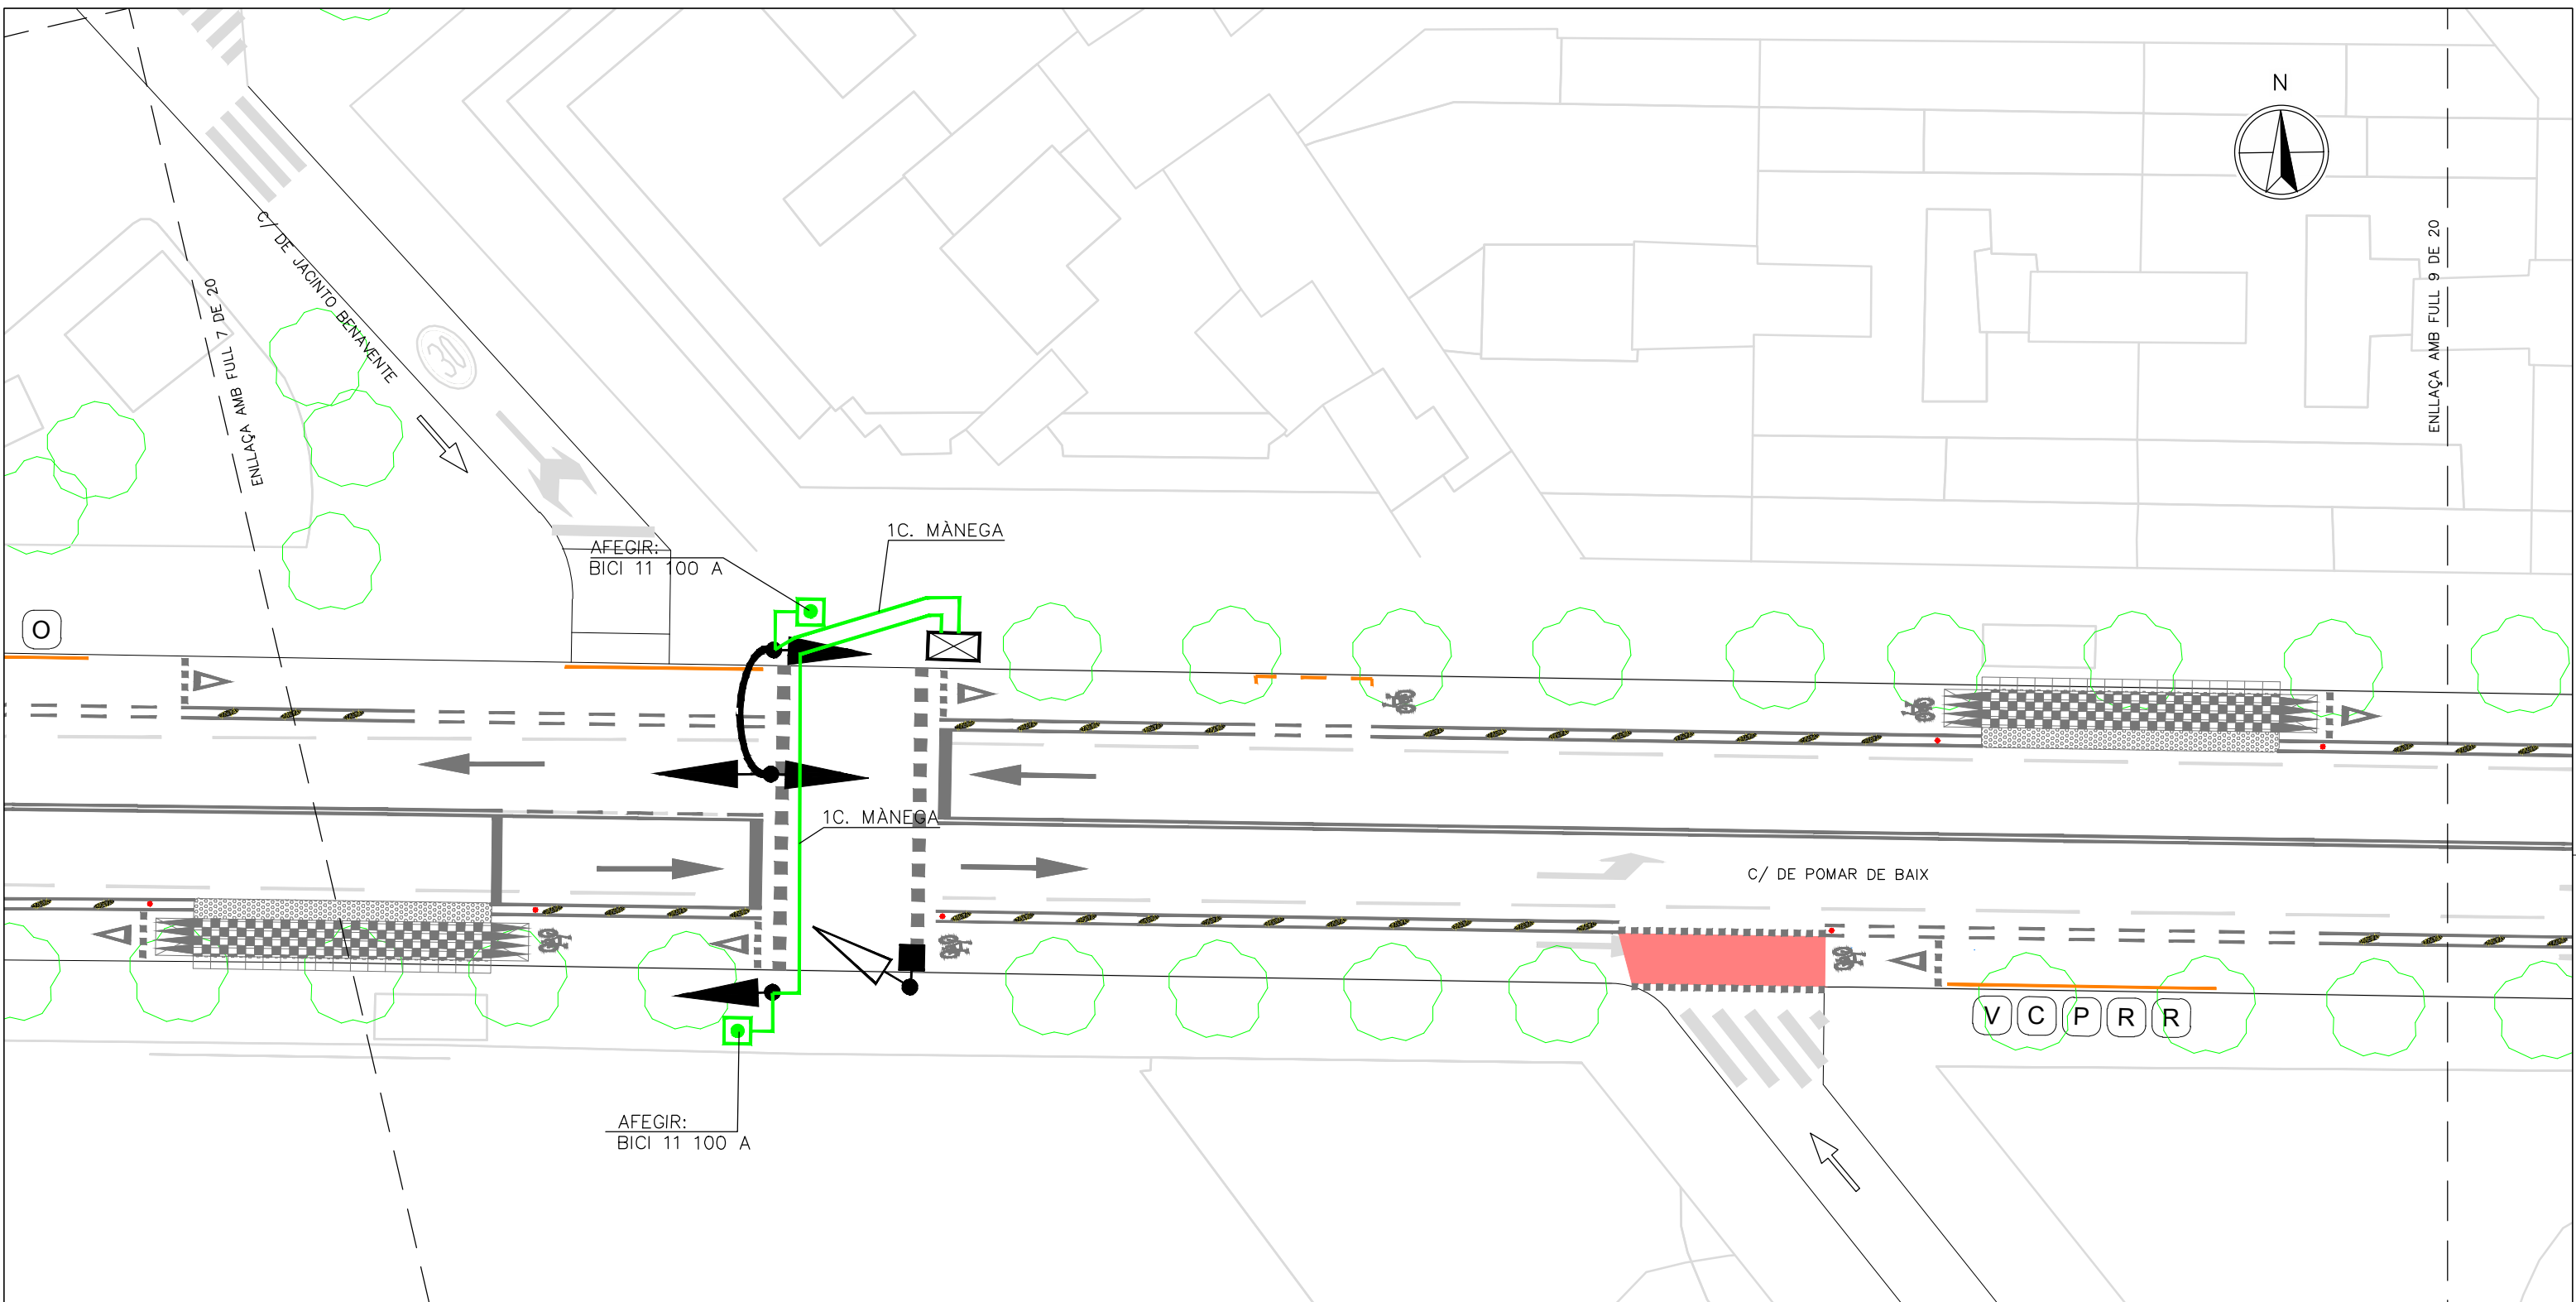 N
C/ DE JACINTO BENAVENTE
ENLLAÇA AMB FULL 7 DE 20
ENLLAÇA AMB FULL 9 DE 20
30
1C. MÀNEGA
AFEGIR:
BICI 11 100 A
O
1C. MÀNEGA
C/ DE POMAR DE BAIX
V C P R R
AFEGIR:
BICI 11 100 A